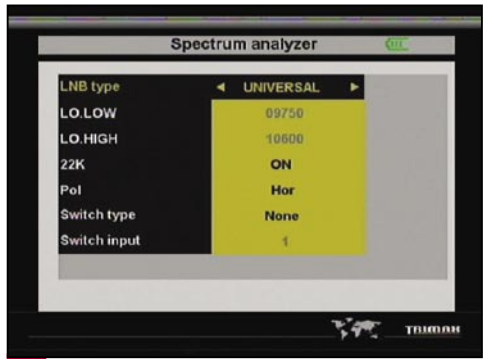 Spectrum analyzer
LNB type ◄ UNIVERSAL ►
LO.LOW 09750
LO.HIGH 10600
22K ON
Pol Hor
Switch type None
Switch input 1
TRIMAX